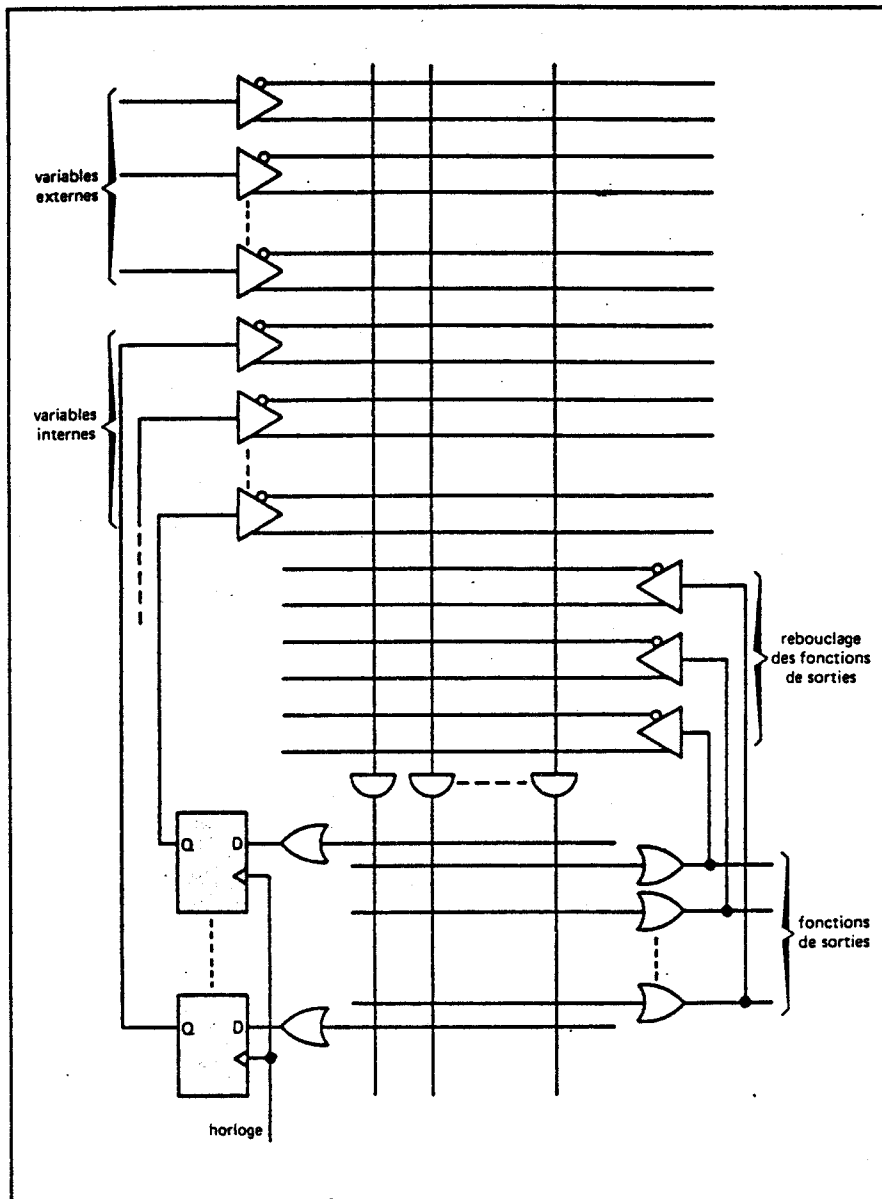 variables
externes
variables
internes
rebouclage
des fonctions
de sorties
Q D
fonctions
de sorties
Q D
horloge